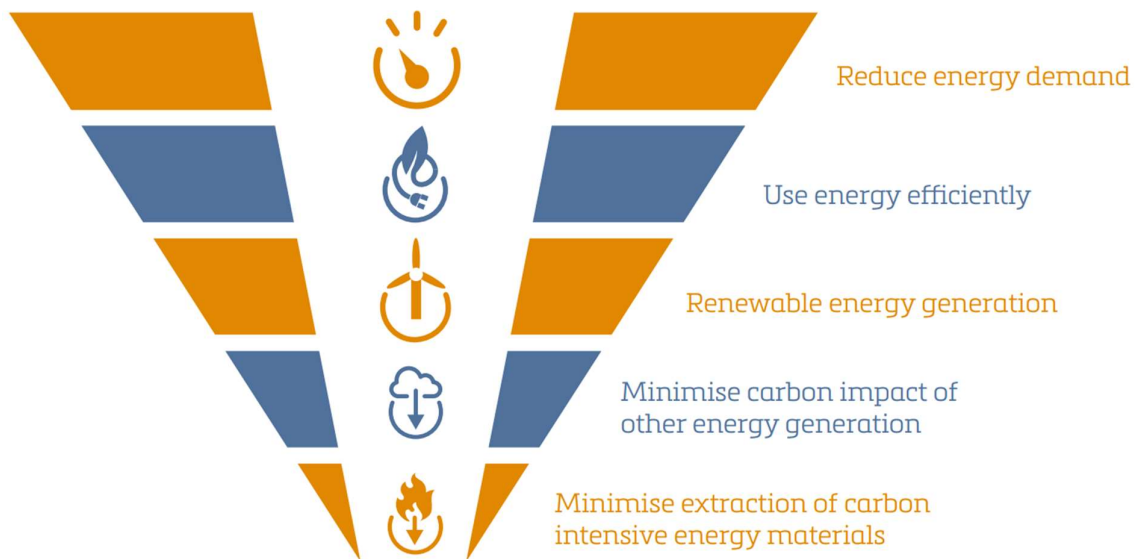 Reduce energy demand
Use energy efficiently
Renewable energy generation
Minimise carbon impact of
other energy generation
Minimise extraction of carbon
intensive energy materials